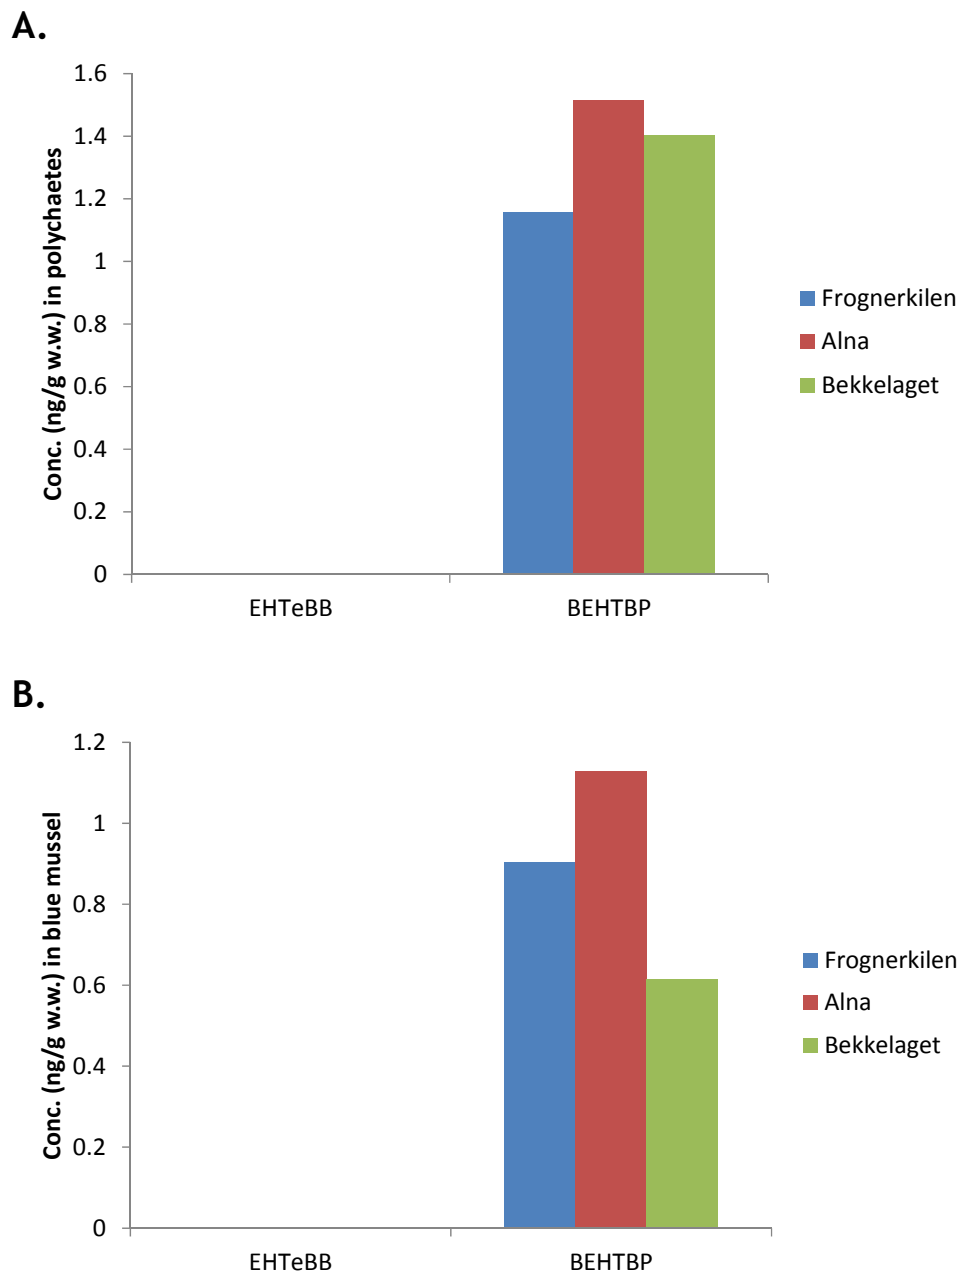 A.
Conc. (ng/g w.w.) in polychaetes
1.6
1.4
1.2
1
0.8
0.6
0.4
0.2
0
EHTeBB
BEHTBP
Frognerkilen
Alna
Bekkelaget
B.
Conc. (ng/g w.w.) in blue mussel
1.2
1
0.8
0.6
0.4
0.2
0
EHTeBB
BEHTBP
Frognerkilen
Alna
Bekkelaget